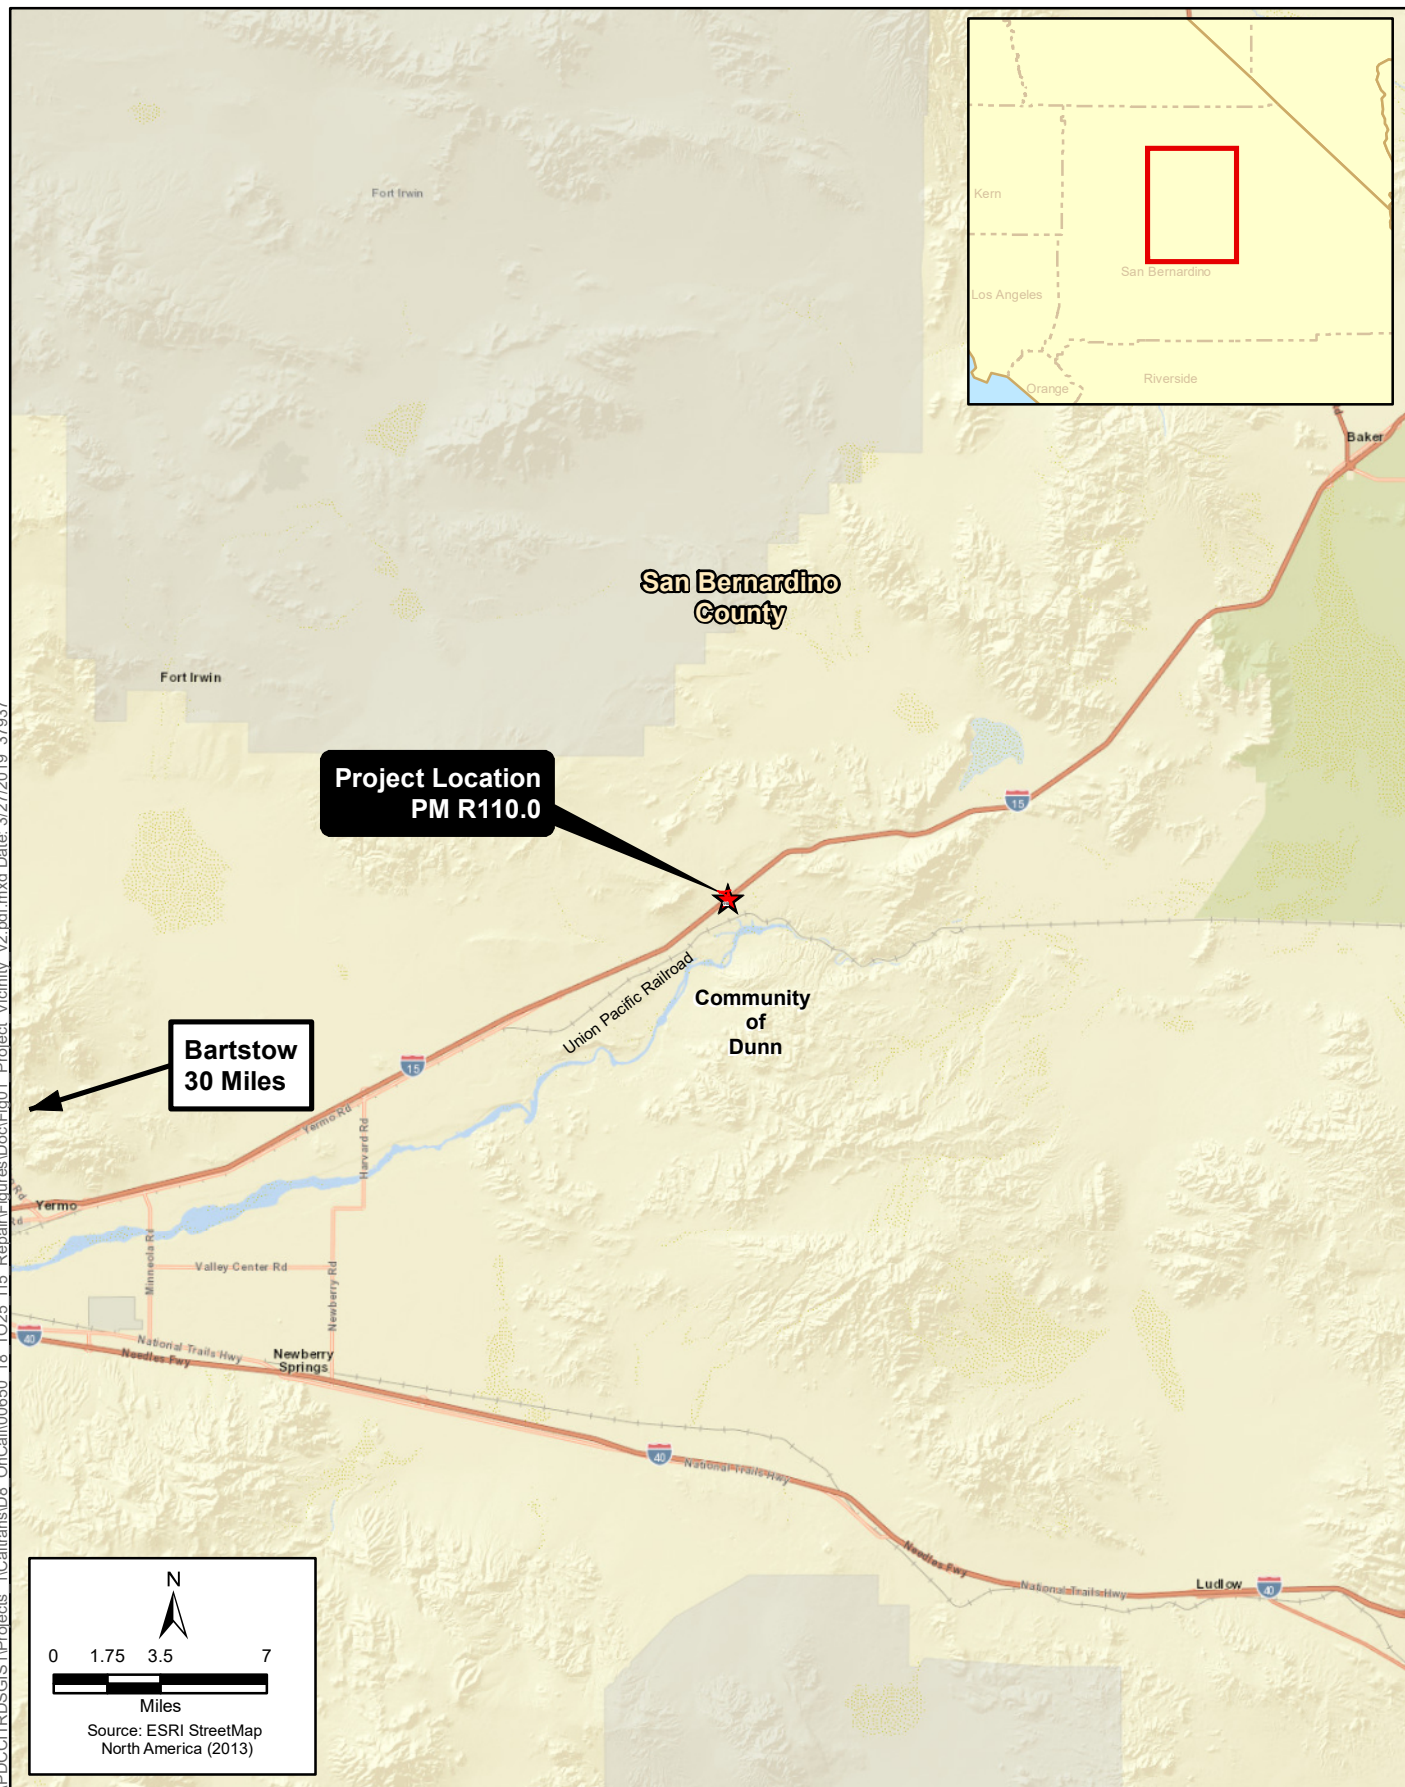 Kern
San Bernardino
Los Angeles
Orange
Riverside
Fort Irwin
Baker
San Bernardino
County
Fort Irwin
Project Location
PM R110.0
15
Union Pacific Railroad
Community
of
Dunn
Bartstow
30 Miles
15
Yermo Rd
Harvard Rd
Rd
Yermo
Rd
Minneola Rd
Valley Center Rd
Newberry Rd
40
National Trails Hwy
Needles Fwy
Newberry
Springs
40
National Trails Hwy
Needles Fwy
National Trails Hwy
Ludlow
40
N
0 1.75 3.5 7
Miles
Source: ESRI StreetMap
North America (2013)